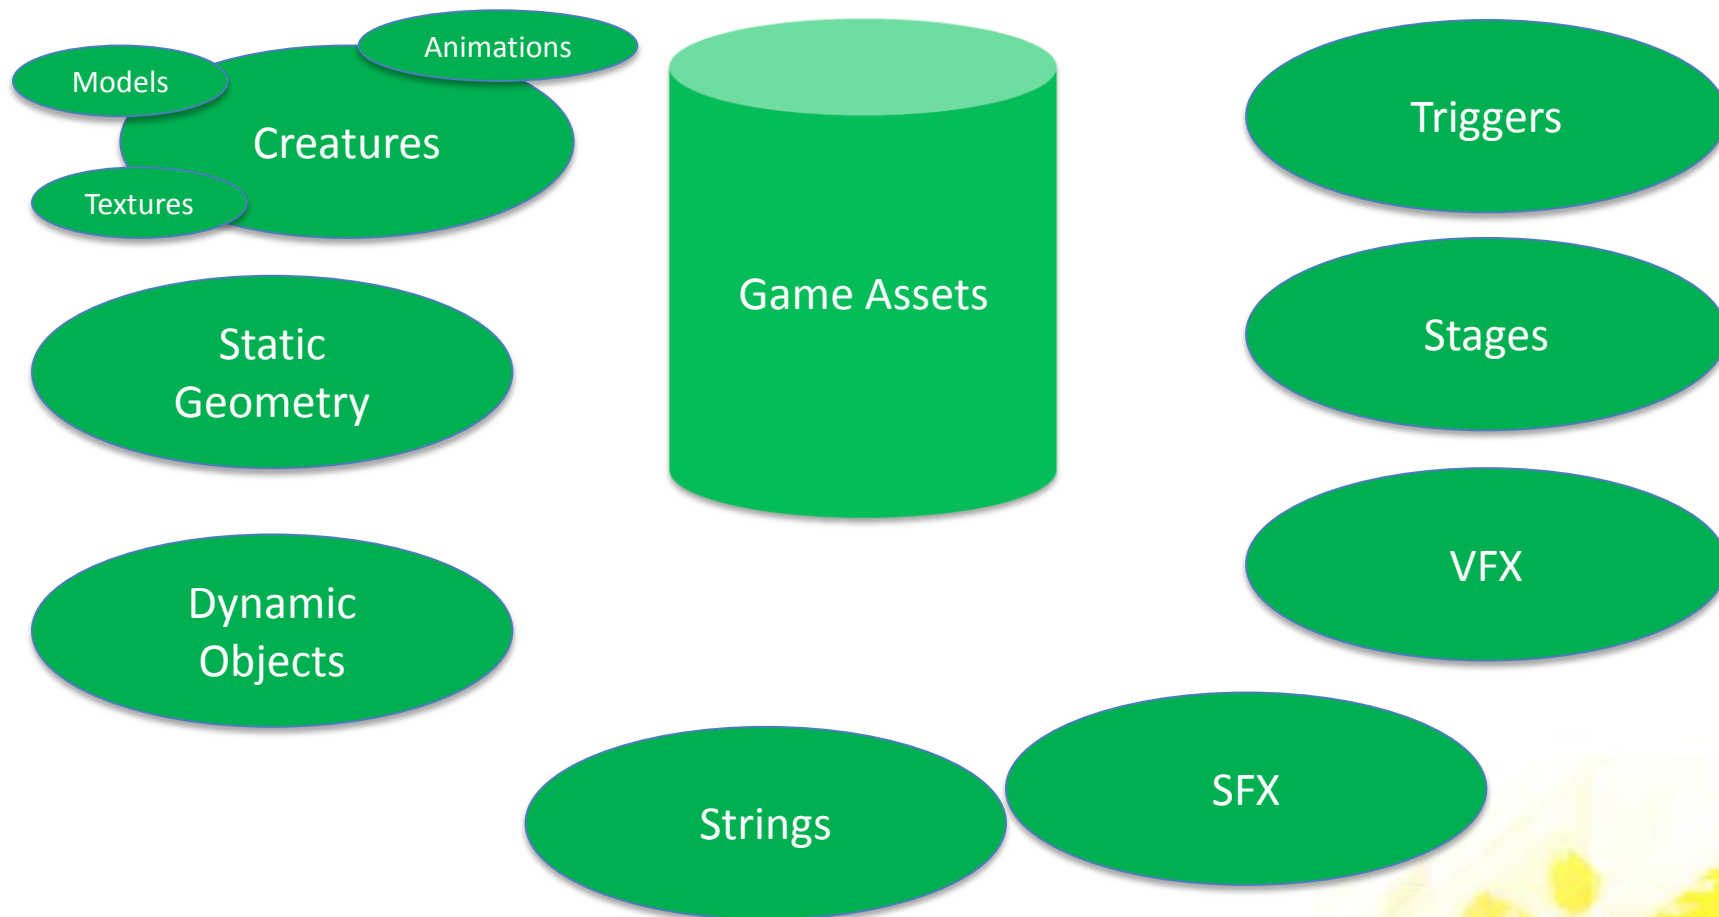 Animations
Models
Creatures
Textures
Static
Geometry
Dynamic
Objects
Game Assets
Triggers
Stages
VFX
SFX
Strings